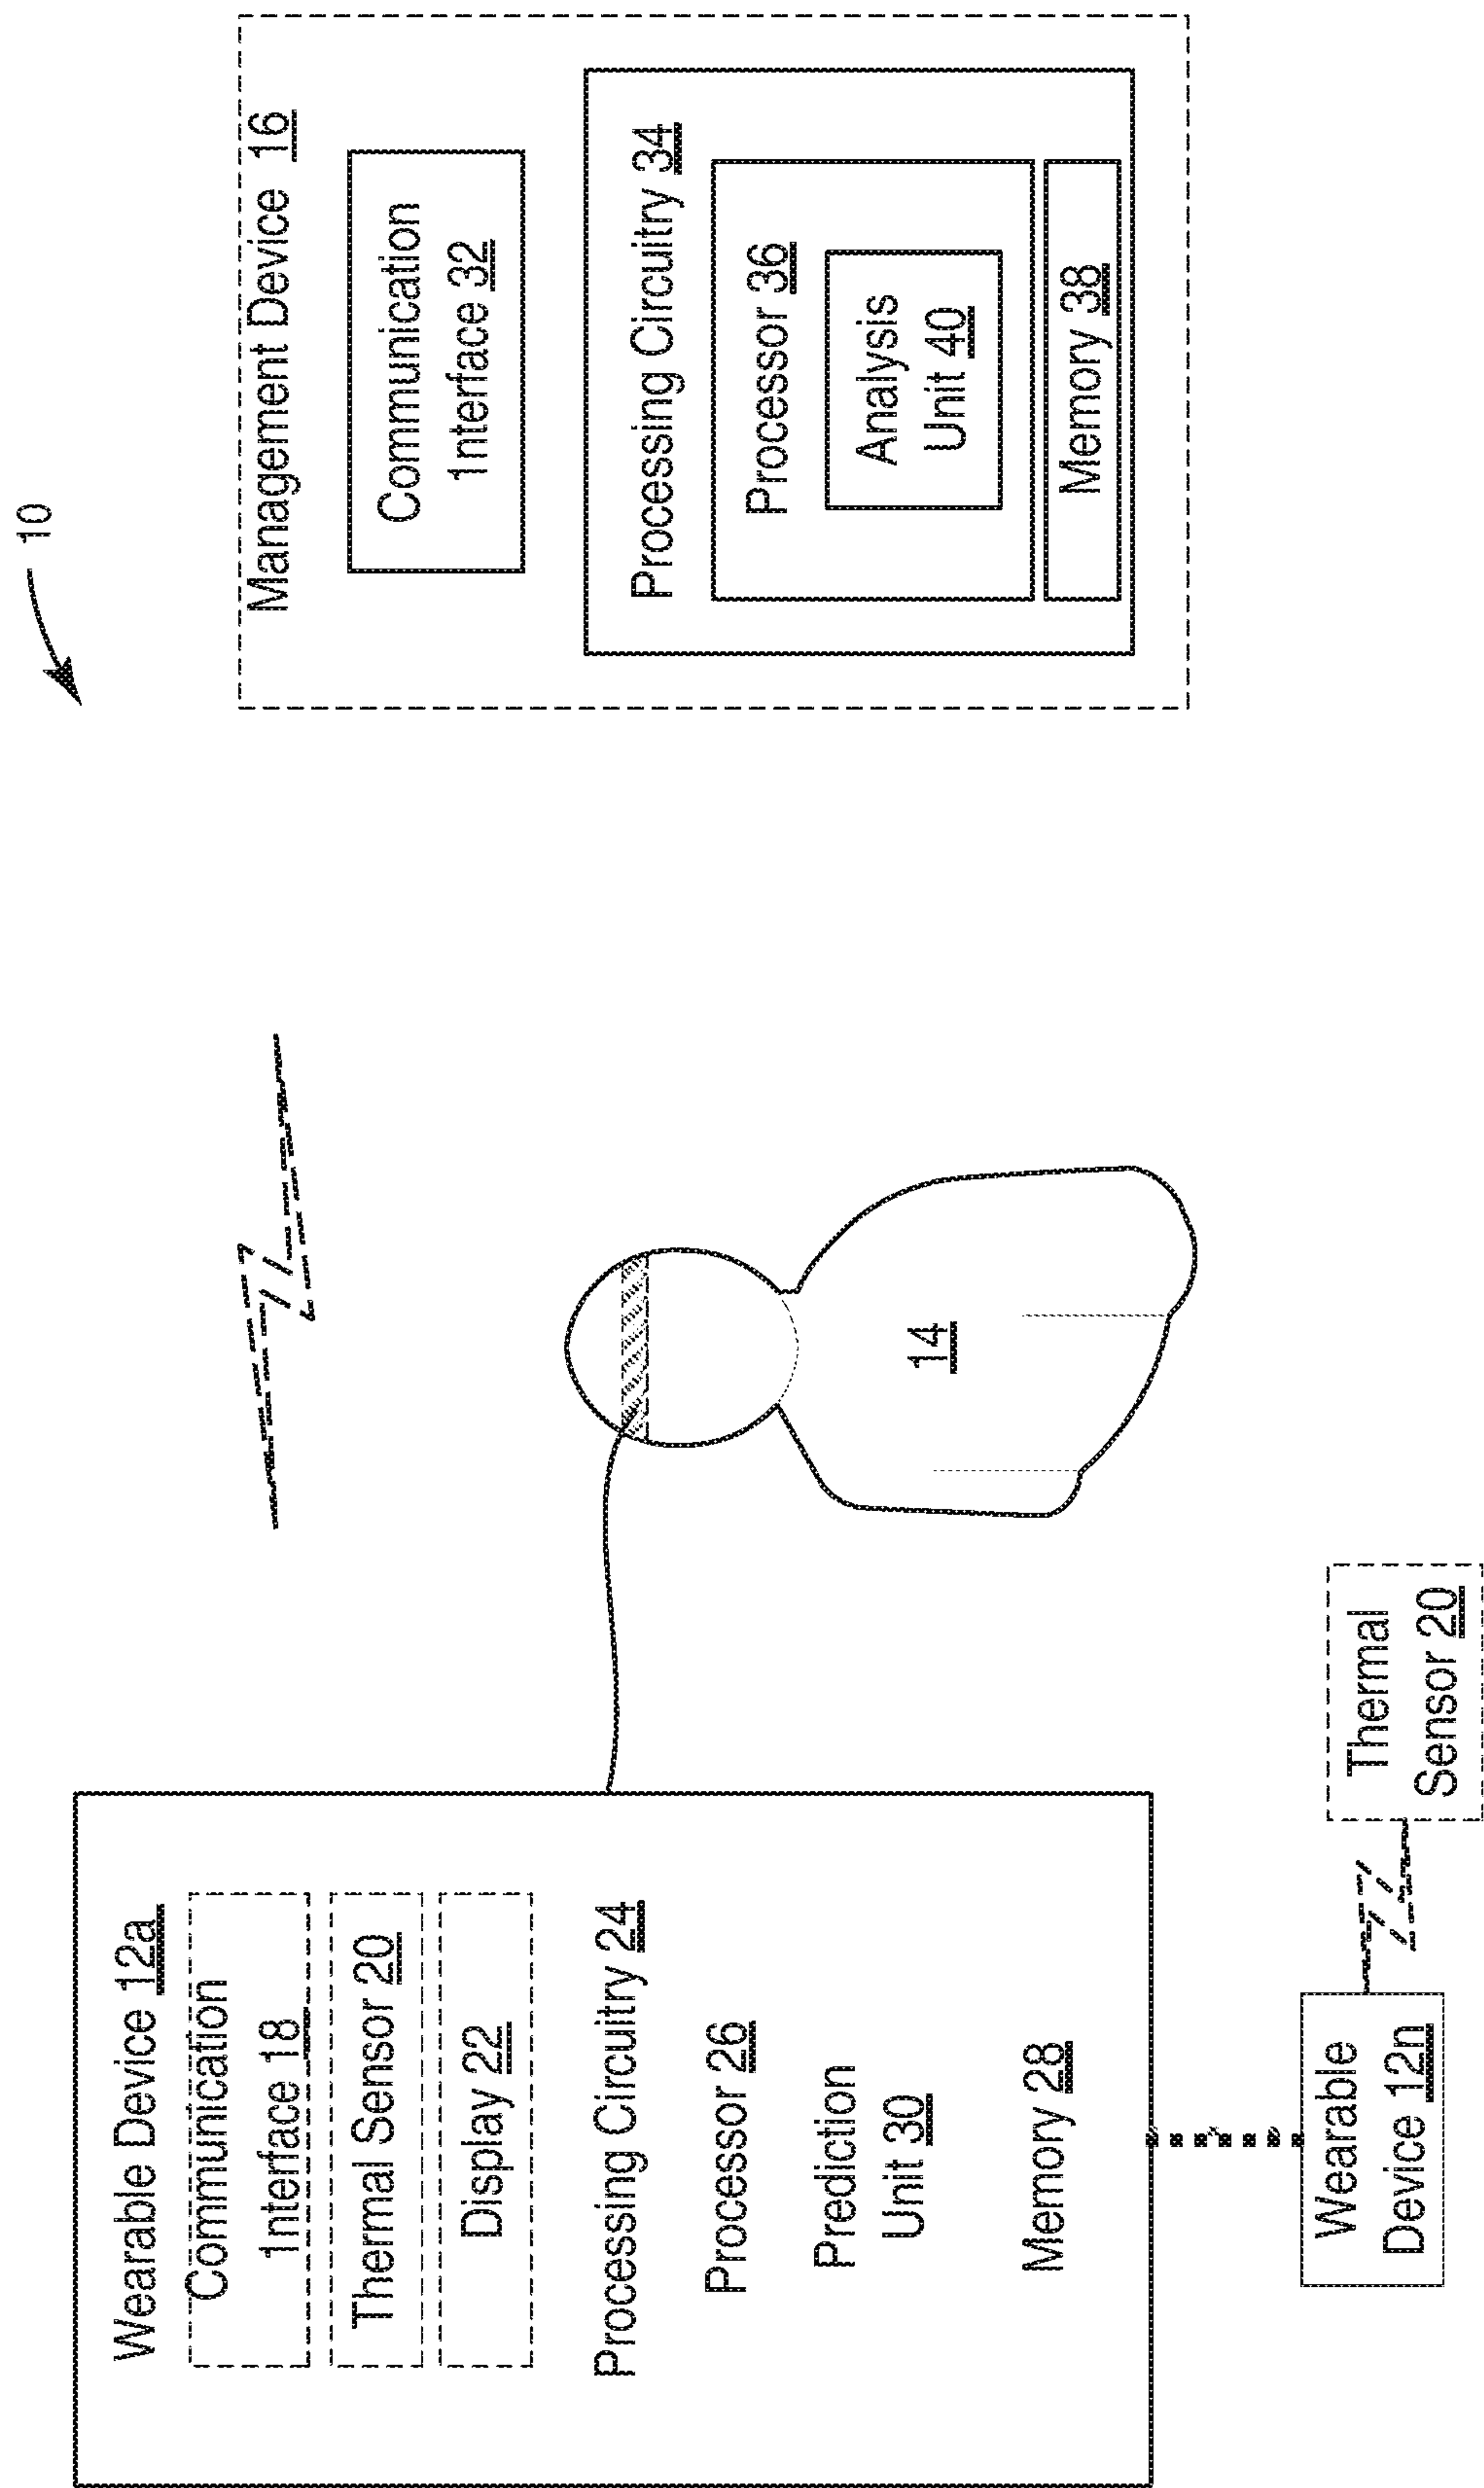 10
Wearable Device 12a
Communication
1nterface 18
Thermal Sensor 20
Display 22
Processing Circuitry 24
Processor 26
Prediction
Unit 30
Memory 28
Wearable
Device 12n
Thermal
Sensor 20
14
Management Device 16
Communication
1nterface 32
Processing Circuitry 34
Processor 36
Analysis
Unit 40
Memory 38